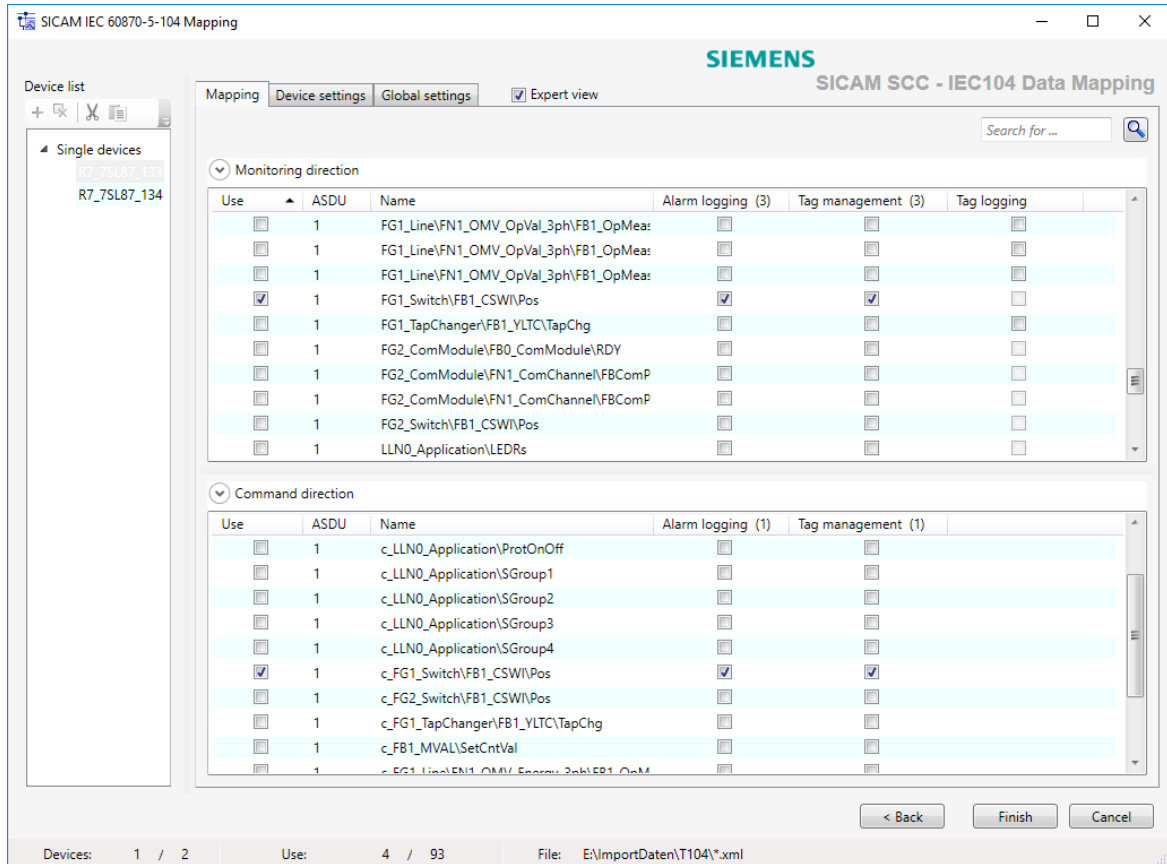 SICAM IEC 60870-5-104 Mapping
SIEMENS
SICAM SCC - IEC104 Data Mapping
Device list
Mapping Device settings Global settings Expert view
Search for ...
Single devices
R7_7SL87_133
R7_7SL87_134
Monitoring direction
Use ASDU Name Alarm logging (3) Tag management (3) Tag logging
1 FG1_Line\FN1_OMV_OpVal_3ph\FB1_OpMeas
1 FG1_Line\FN1_OMV_OpVal_3ph\FB1_OpMeas
1 FG1_Line\FN1_OMV_OpVal_3ph\FB1_OpMeas
1 FG1_Switch\FB1_CSWI\Pos
1 FG1_TapChanger\FB1_YLTC\TapChg
1 FG2_ComModule\FB0_ComModule\RDY
1 FG2_ComModule\FN1_ComChannel\FBComP
1 FG2_ComModule\FN1_ComChannel\FBComP
1 FG2_Switch\FB1_CSWI\Pos
1 LLN0_Application\LEDRs
Command direction
Use ASDU Name Alarm logging (1) Tag management (1)
1 c_LLN0_Application\ProtOnOff
1 c_LLN0_Application\SGroup1
1 c_LLN0_Application\SGroup2
1 c_LLN0_Application\SGroup3
1 c_LLN0_Application\SGroup4
1 c_FG1_Switch\FB1_CSWI\Pos
1 c_FG2_Switch\FB1_CSWI\Pos
1 c_FG1_TapChanger\FB1_YLTC\TapChg
1 c_FB1_MVAL\SetCntVal
1 c_FG1_Line\FN1_OMV_Energy_3ph\FB1_OpM
< Back Finish Cancel
Devices: 1 / 2 Use: 4 / 93 File: E:\ImportDaten\T104\*.xml